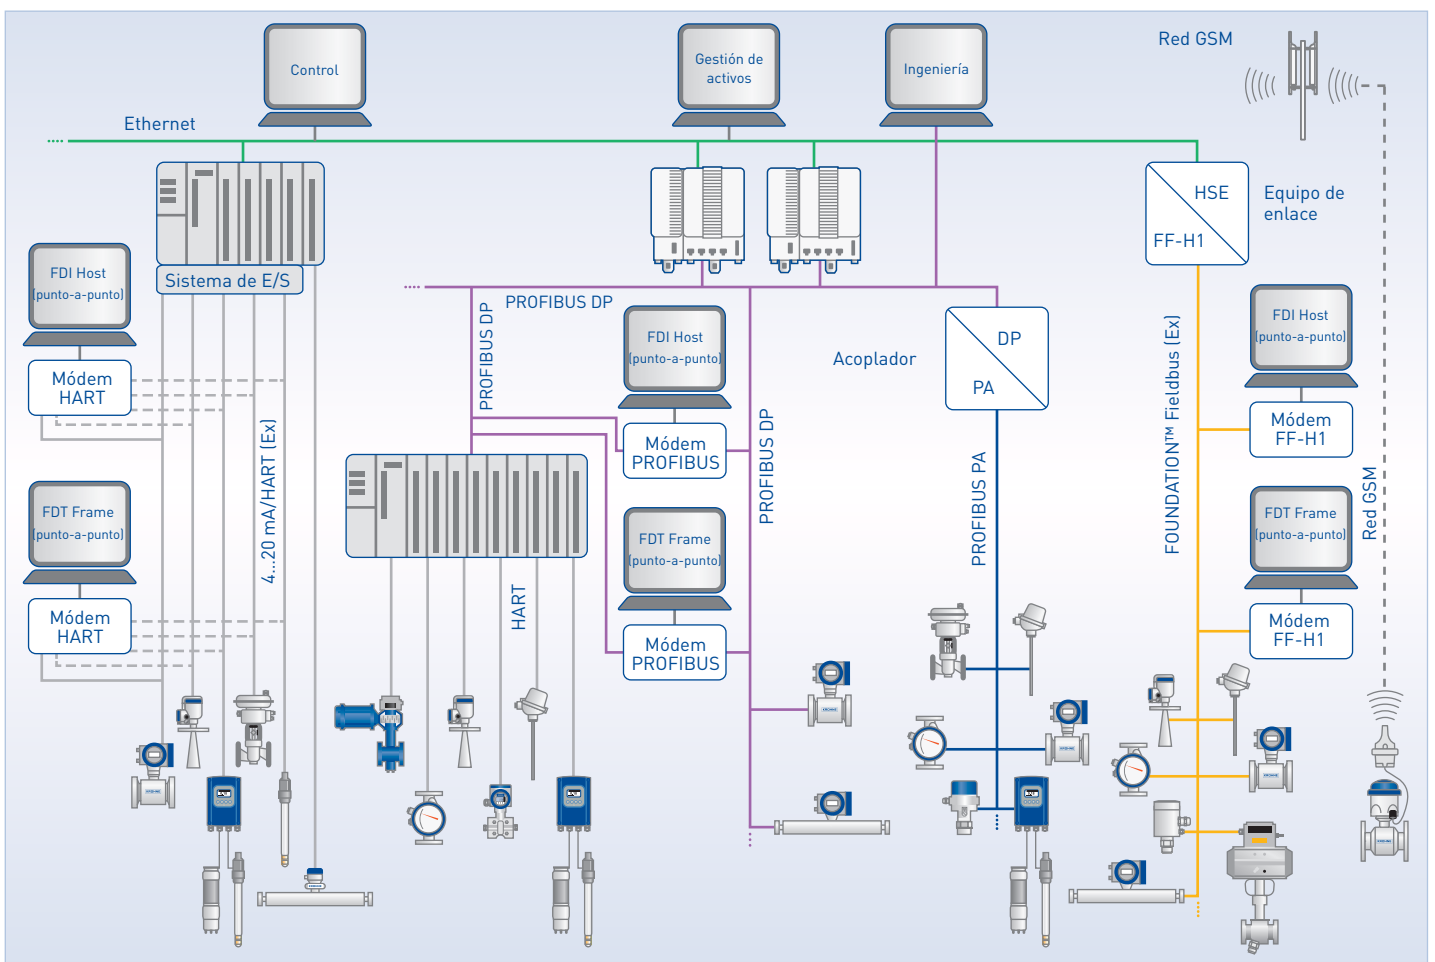 Control
Gestión de
activos
Ingeniería
Red GSM
Ethernet
HSE
FF-H1
Equipo de
enlace
Sistema de E/S
FDI Host
(punto-a-punto)
Módem
HART
FDT Frame
(punto-a-punto)
Módem
HART
4...20 mA/HART (Ex)
PROFIBUS DP
PROFIBUS DP
HART
FDI Host
(punto-a-punto)
Módem
PROFIBUS
FDT Frame
(punto-a-punto)
Módem
PROFIBUS
PROFIBUS DP
Acoplador
DP
PA
PROFIBUS PA
FOUNDATION™ Fieldbus (Ex)
FDI Host
(punto-a-punto)
Módem
FF-H1
FDT Frame
(punto-a-punto)
Módem
FF-H1
Red GSM